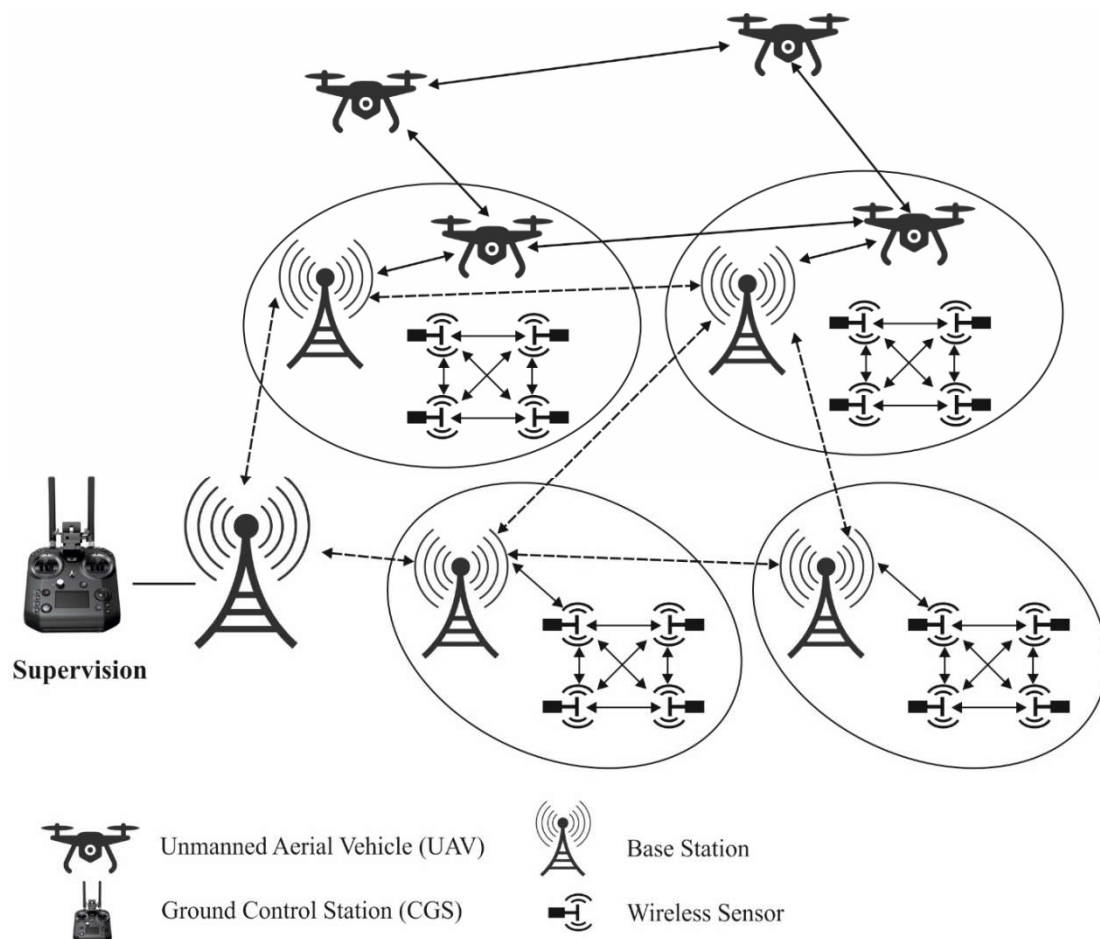 Supervision
Unmanned Aerial Vehicle (UAV)
Base Station
Ground Control Station (CGS)
Wireless Sensor